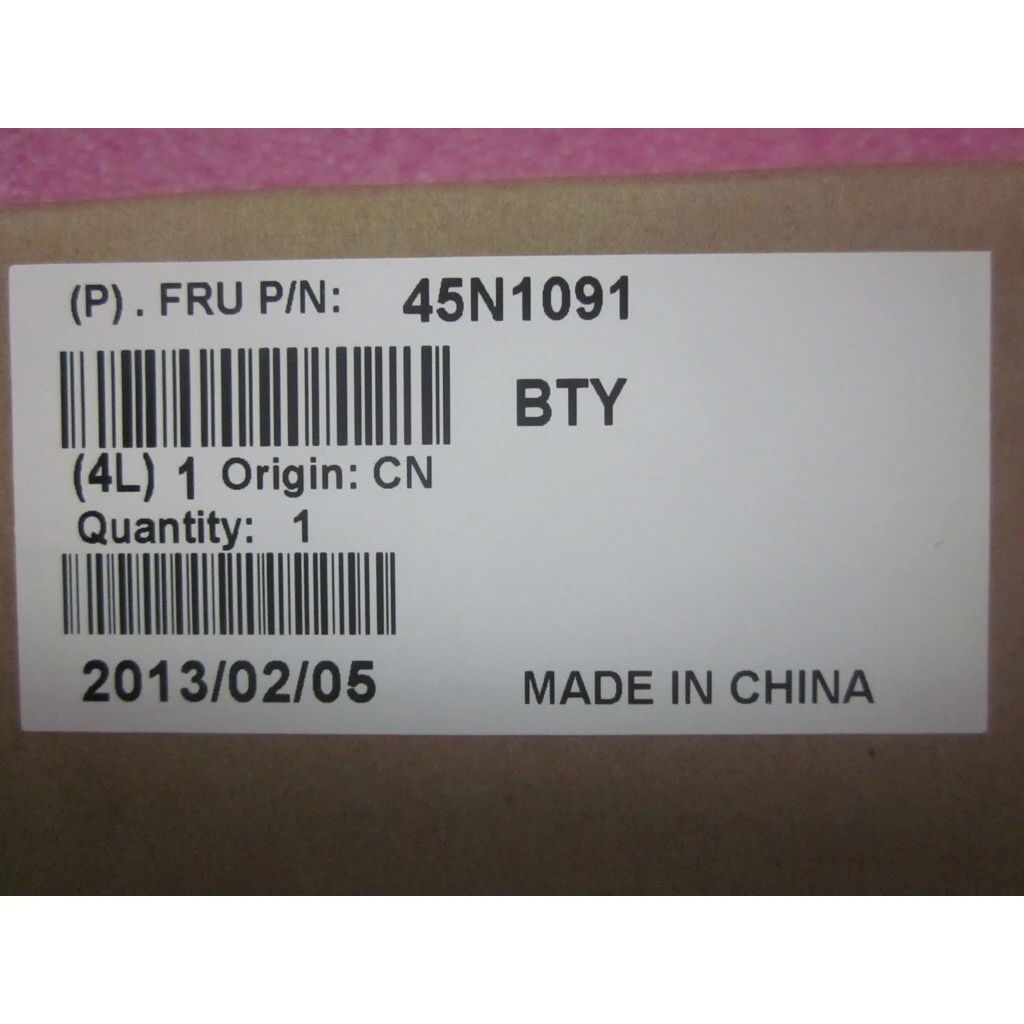 (P) . FRU P/N: 45N1091
BTY
(4L) 1 Origin: CN
Quantity: 1
2013/02/05
MADE IN CHINA